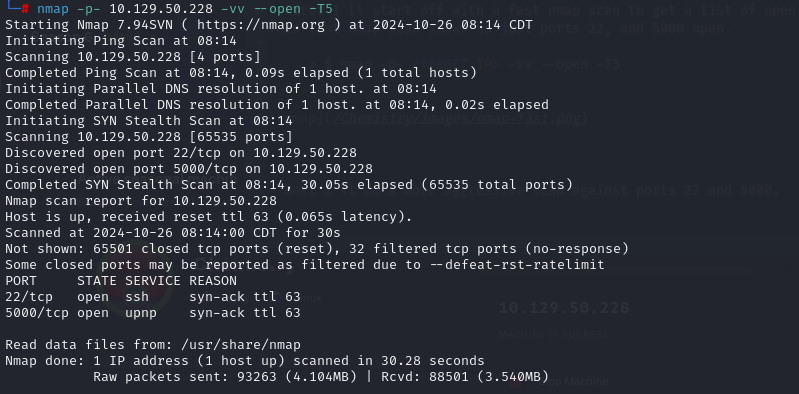 └─# nmap -p- 10.129.50.228 -vv --open -T5
Starting Nmap 7.94SVN ( https://nmap.org ) at 2024-10-26 08:14 CDT
Initiating Ping Scan at 08:14
Scanning 10.129.50.228 [4 ports]
Completed Ping Scan at 08:14, 0.09s elapsed (1 total hosts)
Initiating Parallel DNS resolution of 1 host. at 08:14
Completed Parallel DNS resolution of 1 host. at 08:14, 0.02s elapsed
Initiating SYN Stealth Scan at 08:14
Scanning 10.129.50.228 [65535 ports]
Discovered open port 22/tcp on 10.129.50.228
Discovered open port 5000/tcp on 10.129.50.228
Completed SYN Stealth Scan at 08:14, 30.05s elapsed (65535 total ports)
Nmap scan report for 10.129.50.228
Host is up, received reset ttl 63 (0.065s latency).
Scanned at 2024-10-26 08:14:00 CDT for 30s
Not shown: 65501 closed tcp ports (reset), 32 filtered tcp ports (no-response)
Some closed ports may be reported as filtered due to --defeat-rst-ratelimit
PORT     STATE SERVICE REASON
22/tcp   open  ssh     syn-ack ttl 63
5000/tcp open  upnp    syn-ack ttl 63
10.129.50.228
Read data files from: /usr/share/nmap
Nmap done: 1 IP address (1 host up) scanned in 30.28 seconds
Raw packets sent: 93263 (4.104MB) | Rcvd: 88501 (3.540MB)